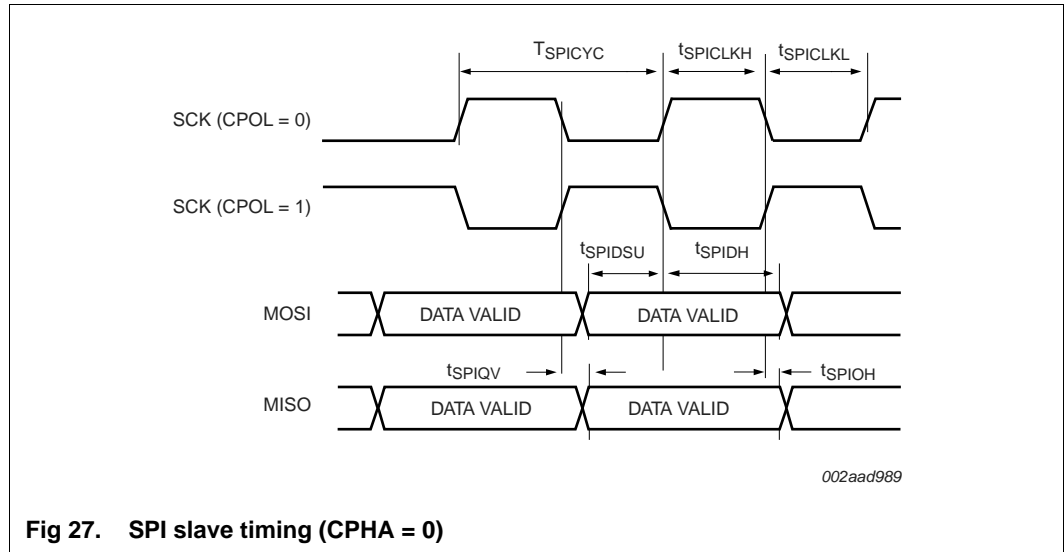 TSPICYC tSPICLKH tSPICLKL
SCK (CPOL = 0)
SCK (CPOL = 1)
tSPIDSU tSPIDH
MOSI DATA VALID DATA VALID
tSPIQV tSPIOH
MISO DATA VALID DATA VALID
002aad989
Fig 27. SPI slave timing (CPHA = 0)